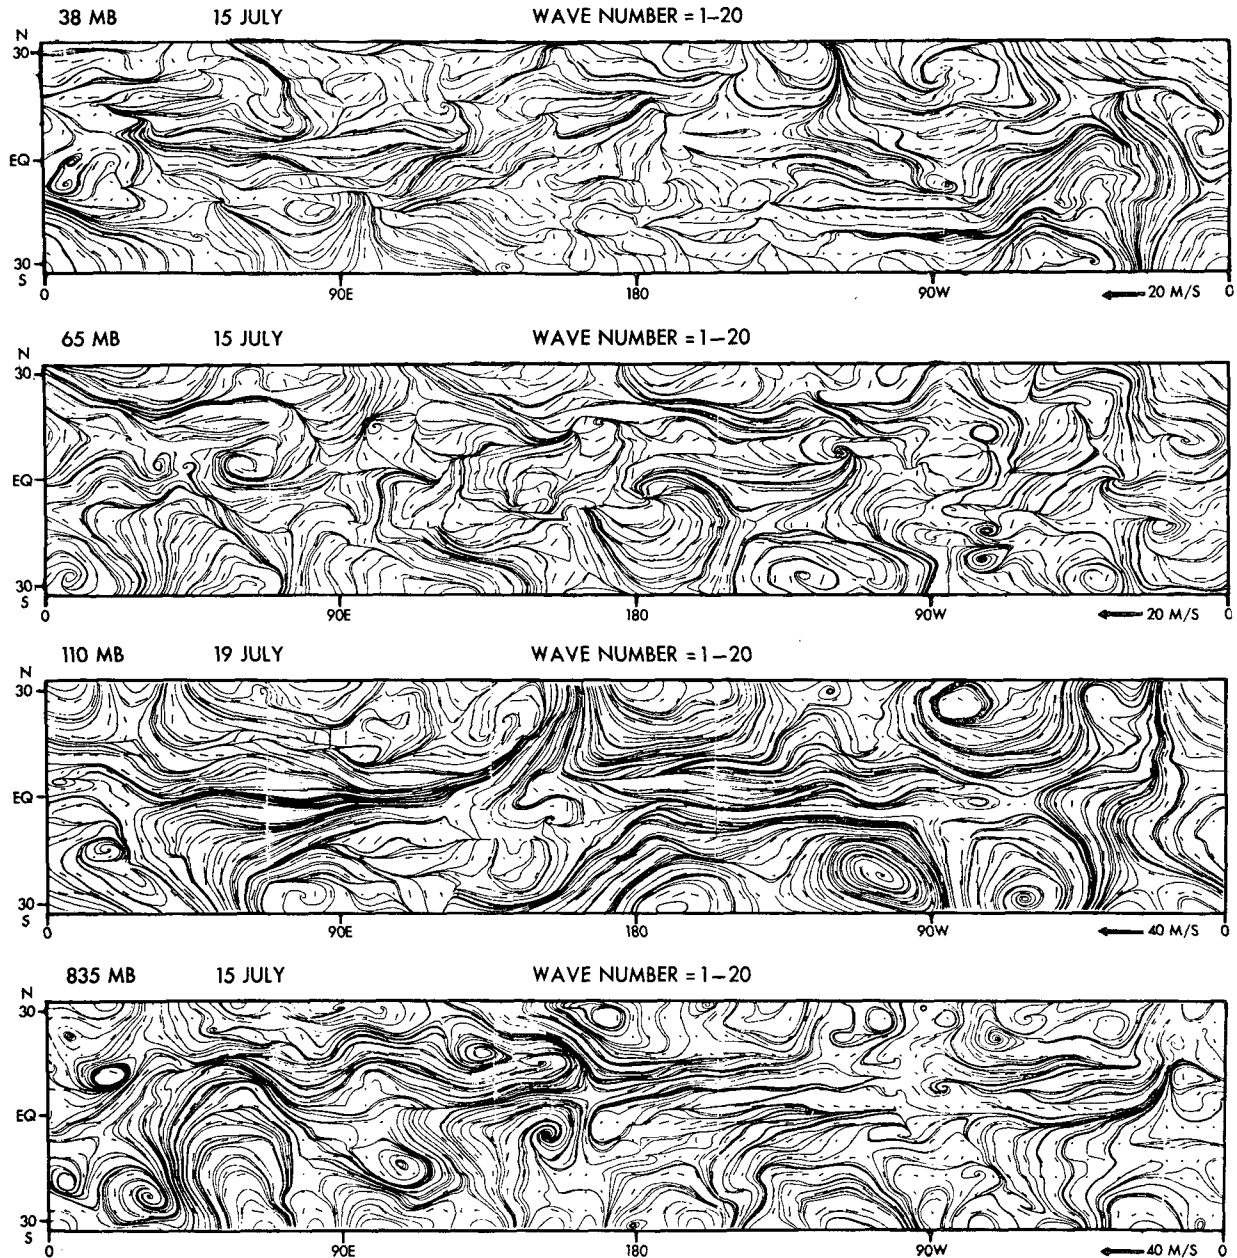 38 MB 15 JULY WAVE NUMBER = 1–20
N
30
EQ
30
S
0 90E 180 90W 20 M/S 0
65 MB 15 JULY WAVE NUMBER = 1–20
N
30
EQ
30
S
0 90E 180 90W 20 M/S 0
110 MB 19 JULY WAVE NUMBER = 1–20
N
30
EQ
30
S
0 90E 180 90W 40 M/S 0
835 MB 15 JULY WAVE NUMBER = 1–20
N
30
EQ
30
S
0 90E 180 90W 40 M/S 0